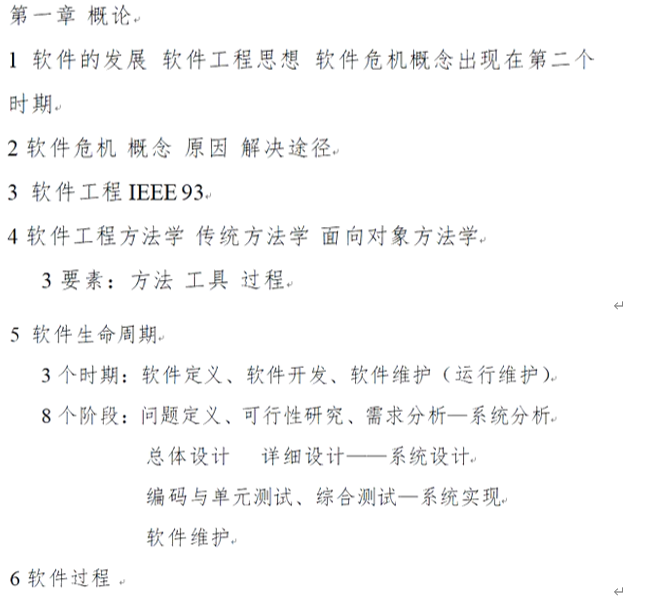 第一章 概论
1 软件的发展 软件工程思想 软件危机概念出现在第二个
时期
2 软件危机 概念 原因 解决途径
3 软件工程 IEEE 93
4 软件工程方法学 传统方法学 面向对象方法学
3 要素：方法 工具 过程
5 软件生命周期
3 个时期：软件定义、软件开发、软件维护（运行维护）
8 个阶段：问题定义、可行性研究、需求分析—系统分析
总体设计 详细设计——系统设计
编码与单元测试、综合测试—系统实现
软件维护
6 软件过程